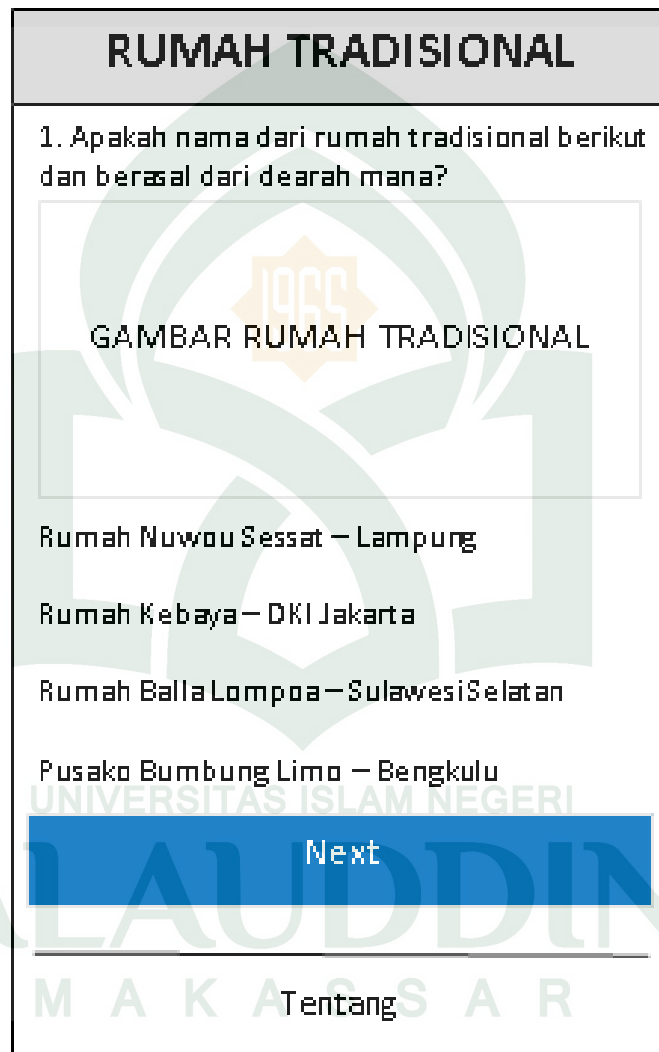 RUMAH TRADISIONAL
1. Apakah nama dari rumah tradisional berikut
dan berasal dari dearah mana?
1965
GAMBAR RUMAH TRADISIONAL
Rumah Nuwou Sessat – Lampung
Rumah Kebaya – DKI Jakarta
Rumah Balla Lompoa – Sulawesi Selatan
Pusako Bumbung Limo – Bengkulu
UNIVERSITAS ISLAM NEGERI
Next
ALAUDDIN
Tentang
MAKASSAR